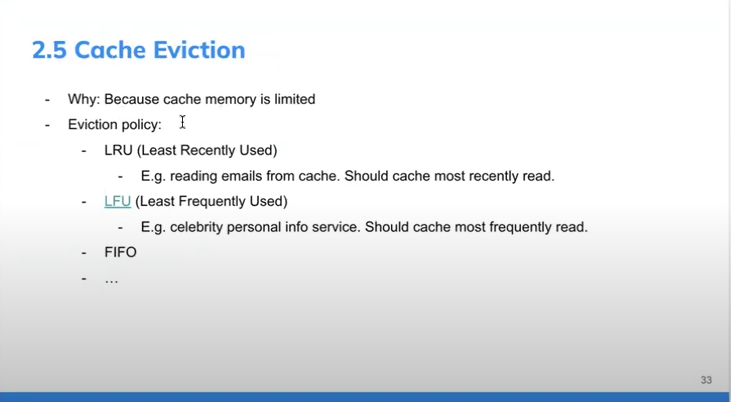 2.5 Cache Eviction
- Why: Because cache memory is limited
- Eviction policy:
- LRU (Least Recently Used)
- E.g. reading emails from cache. Should cache most recently read.
- LFU (Least Frequently Used)
- E.g. celebrity personal info service. Should cache most frequently read.
- FIFO
- …
33